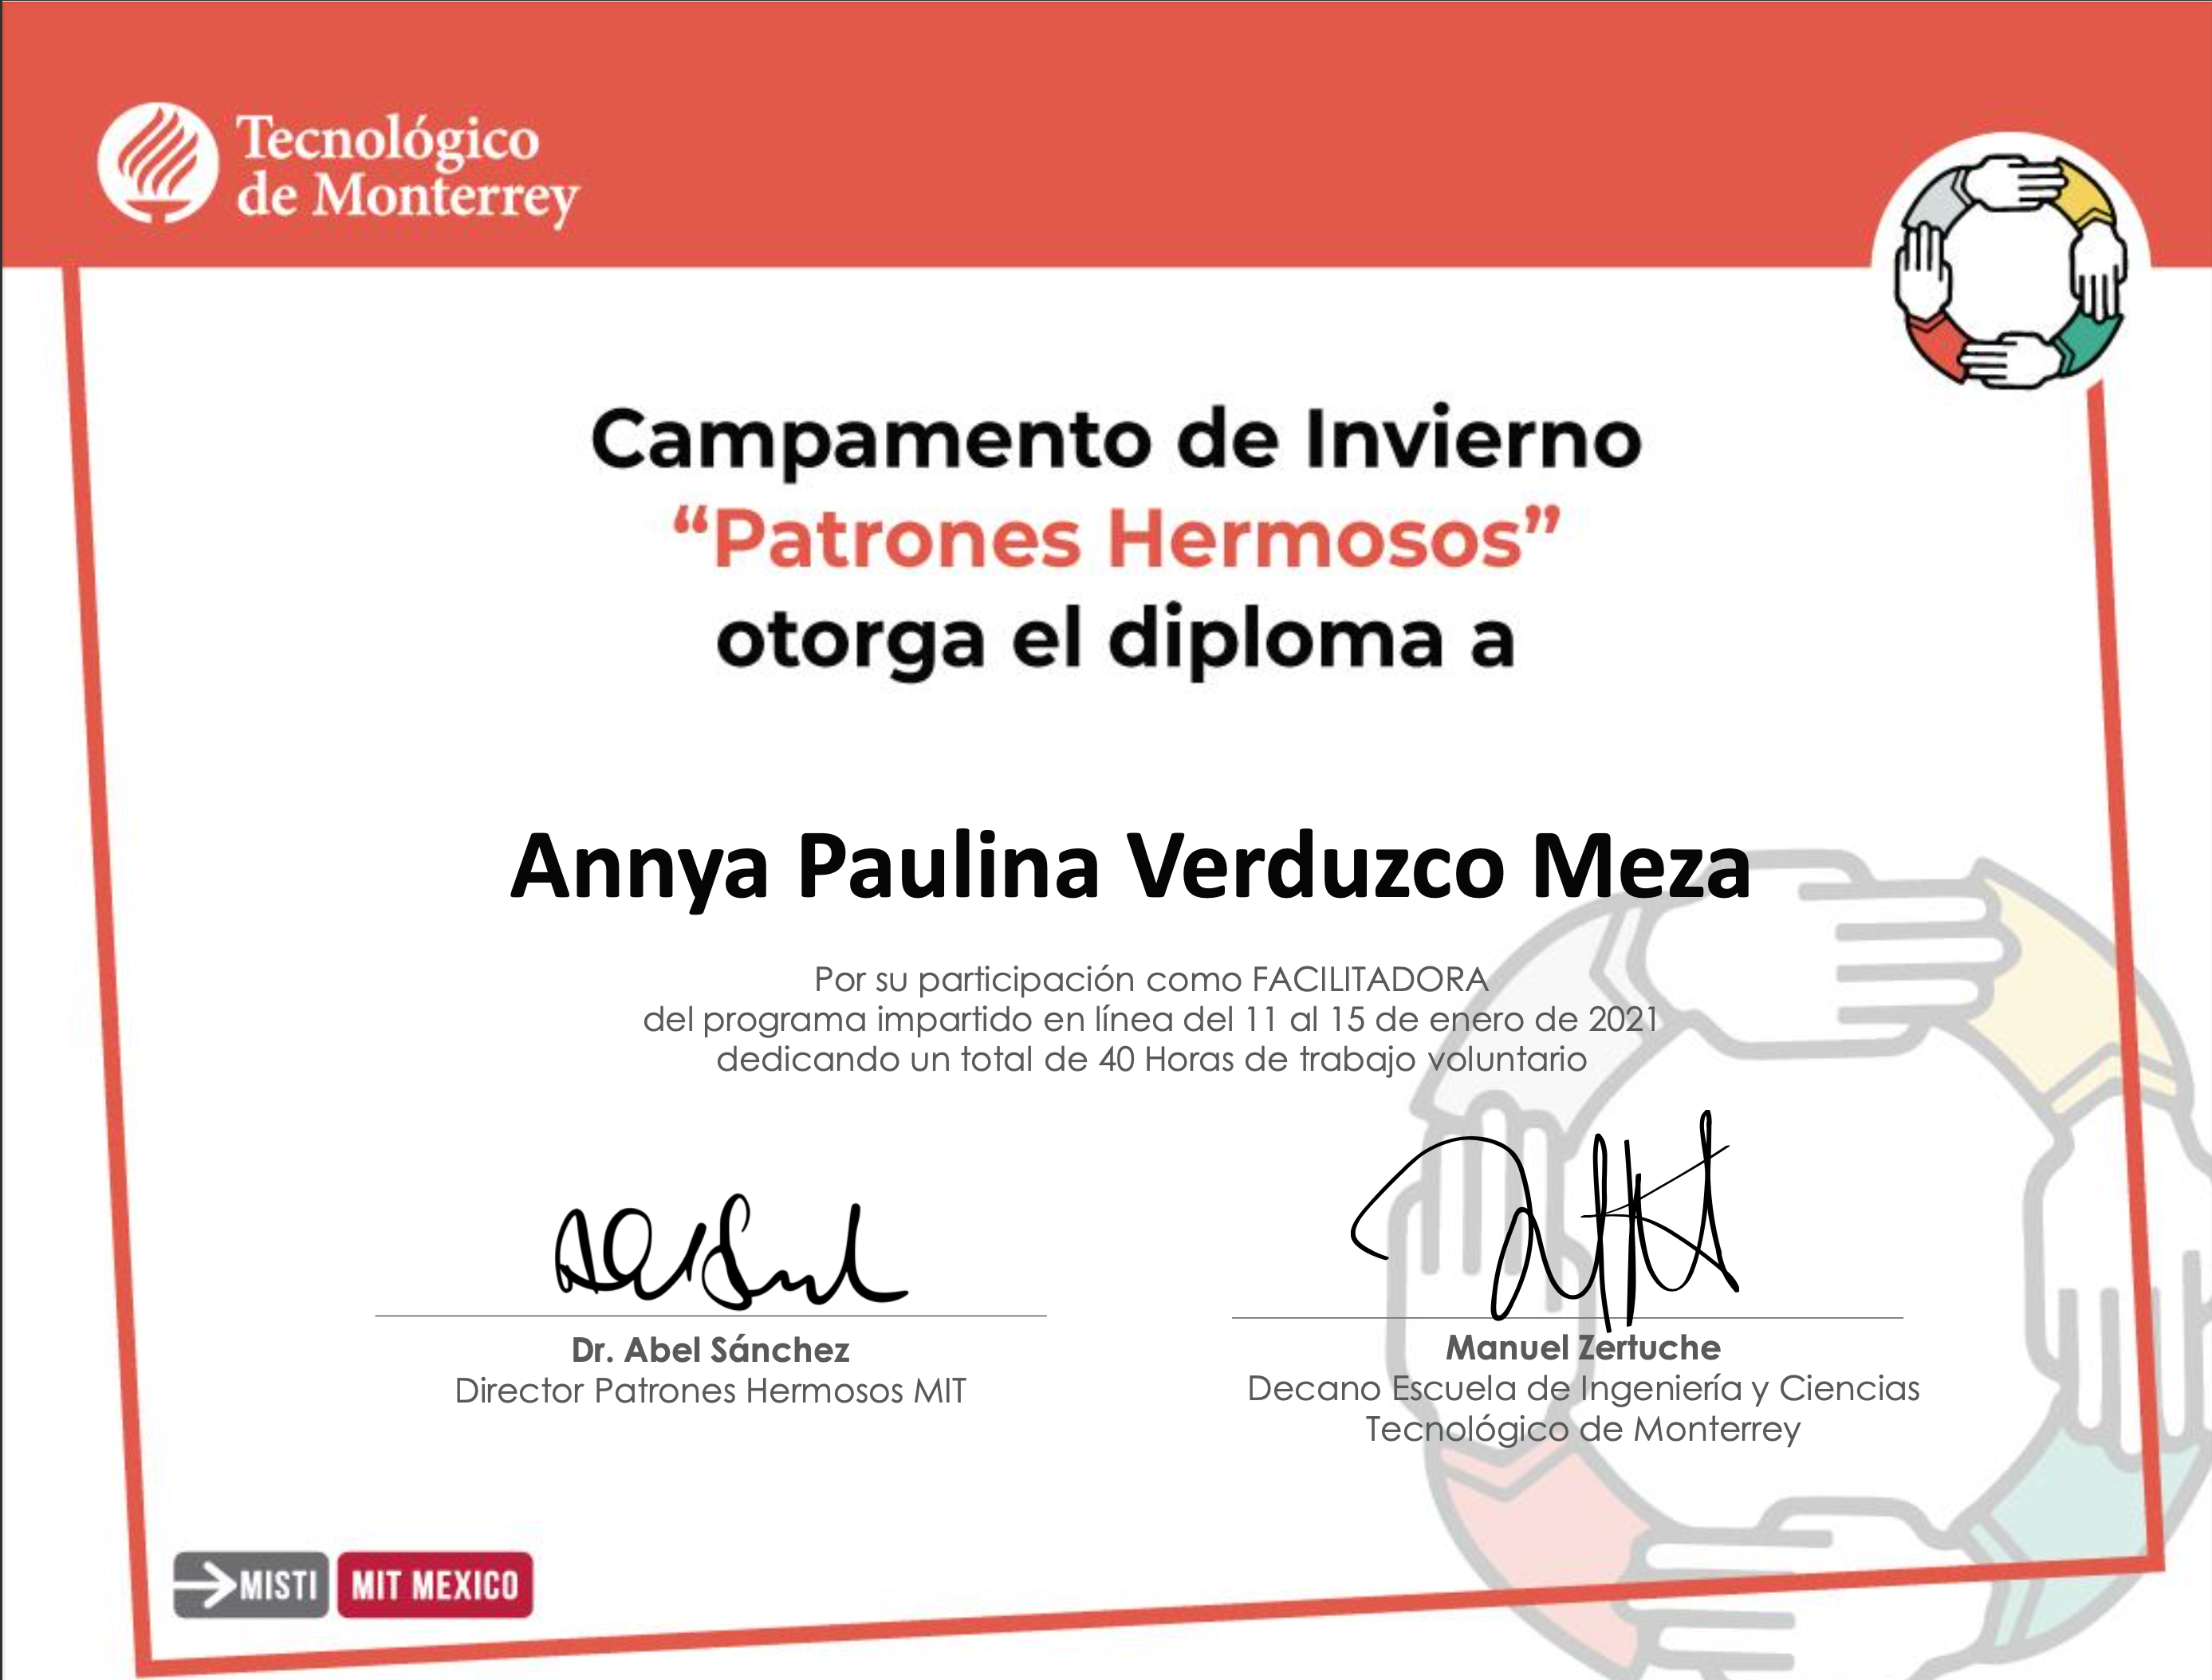 Tecnológico
de Monterrey
Campamento de Invierno
“Patrones Hermosos”
otorga el diploma a
Annya Paulina Verduzco Meza
Por su participación como FACILITADORA
del programa impartido en línea del 11 al 15 de enero de 2021
dedicando un total de 40 Horas de trabajo voluntario
Dr. Abel Sánchez
Director Patrones Hermosos MIT
Manuel Zertuche
Decano Escuela de Ingeniería y Ciencias
Tecnológico de Monterrey
MISTI MIT MEXICO